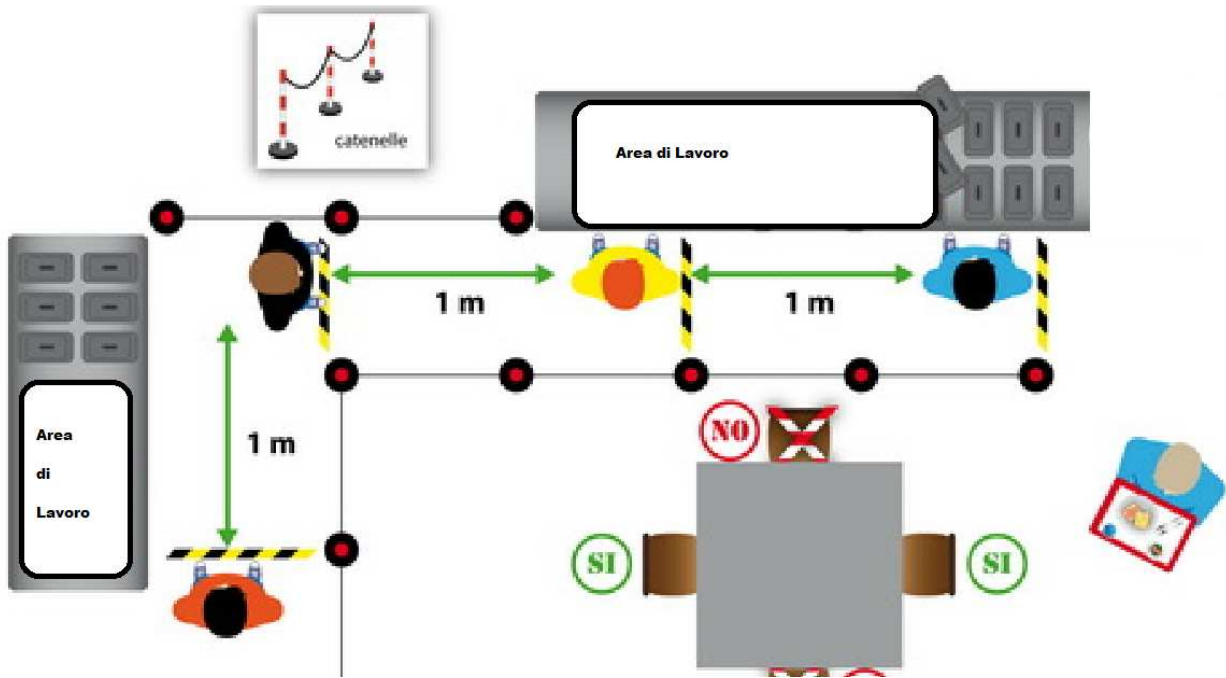 catenelle
Area di Lavoro
1 m
1 m
NO
Area
di
Lavoro
1 m
SI
SI